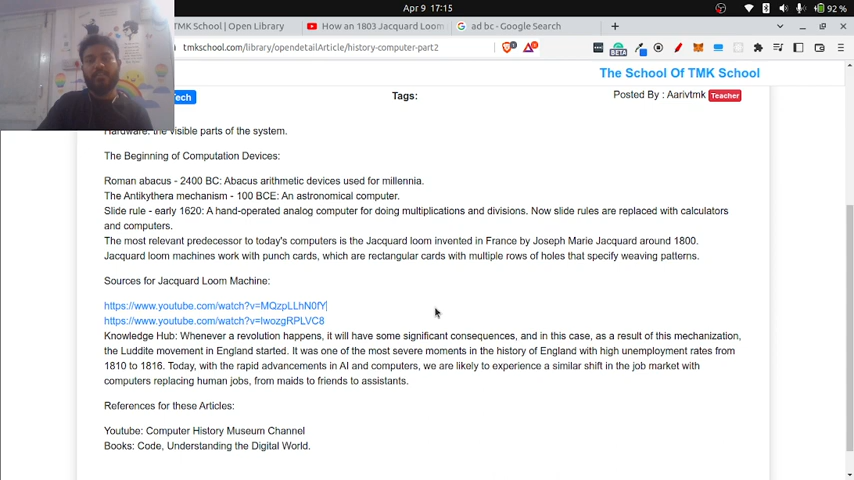 Apr 9 17:15
92 %
TMK School | Open Library
How an 1803 Jacquard Loom
ad bc - Google Search
tmkschool.com/library/opendetailArticle/history-computer-part2
BETA
The School Of TMK School
Tech
Tags:
Posted By : Aarivtmk Teacher
Hardware: the visible parts of the system.
The Beginning of Computation Devices:
Roman abacus - 2400 BC: Abacus arithmetic devices used for millennia.
The Antikythera mechanism - 100 BCE: An astronomical computer.
Slide rule - early 1620: A hand-operated analog computer for doing multiplications and divisions. Now slide rules are replaced with calculators
and computers.
The most relevant predecessor to today's computers is the Jacquard loom invented in France by Joseph Marie Jacquard around 1800.
Jacquard loom machines work with punch cards, which are rectangular cards with multiple rows of holes that specify weaving patterns.
Sources for Jacquard Loom Machine:
https://www.youtube.com/watch?v=MQzpLLhN0fY
https://www.youtube.com/watch?v=lwozgRPLVC8
Knowledge Hub: Whenever a revolution happens, it will have some significant consequences, and in this case, as a result of this mechanization,
the Luddite movement in England started. It was one of the most severe moments in the history of England with high unemployment rates from
1810 to 1816. Today, with the rapid advancements in AI and computers, we are likely to experience a similar shift in the job market with
computers replacing human jobs, from maids to friends to assistants.
References for these Articles:
Youtube: Computer History Museum Channel
Books: Code, Understanding the Digital World.